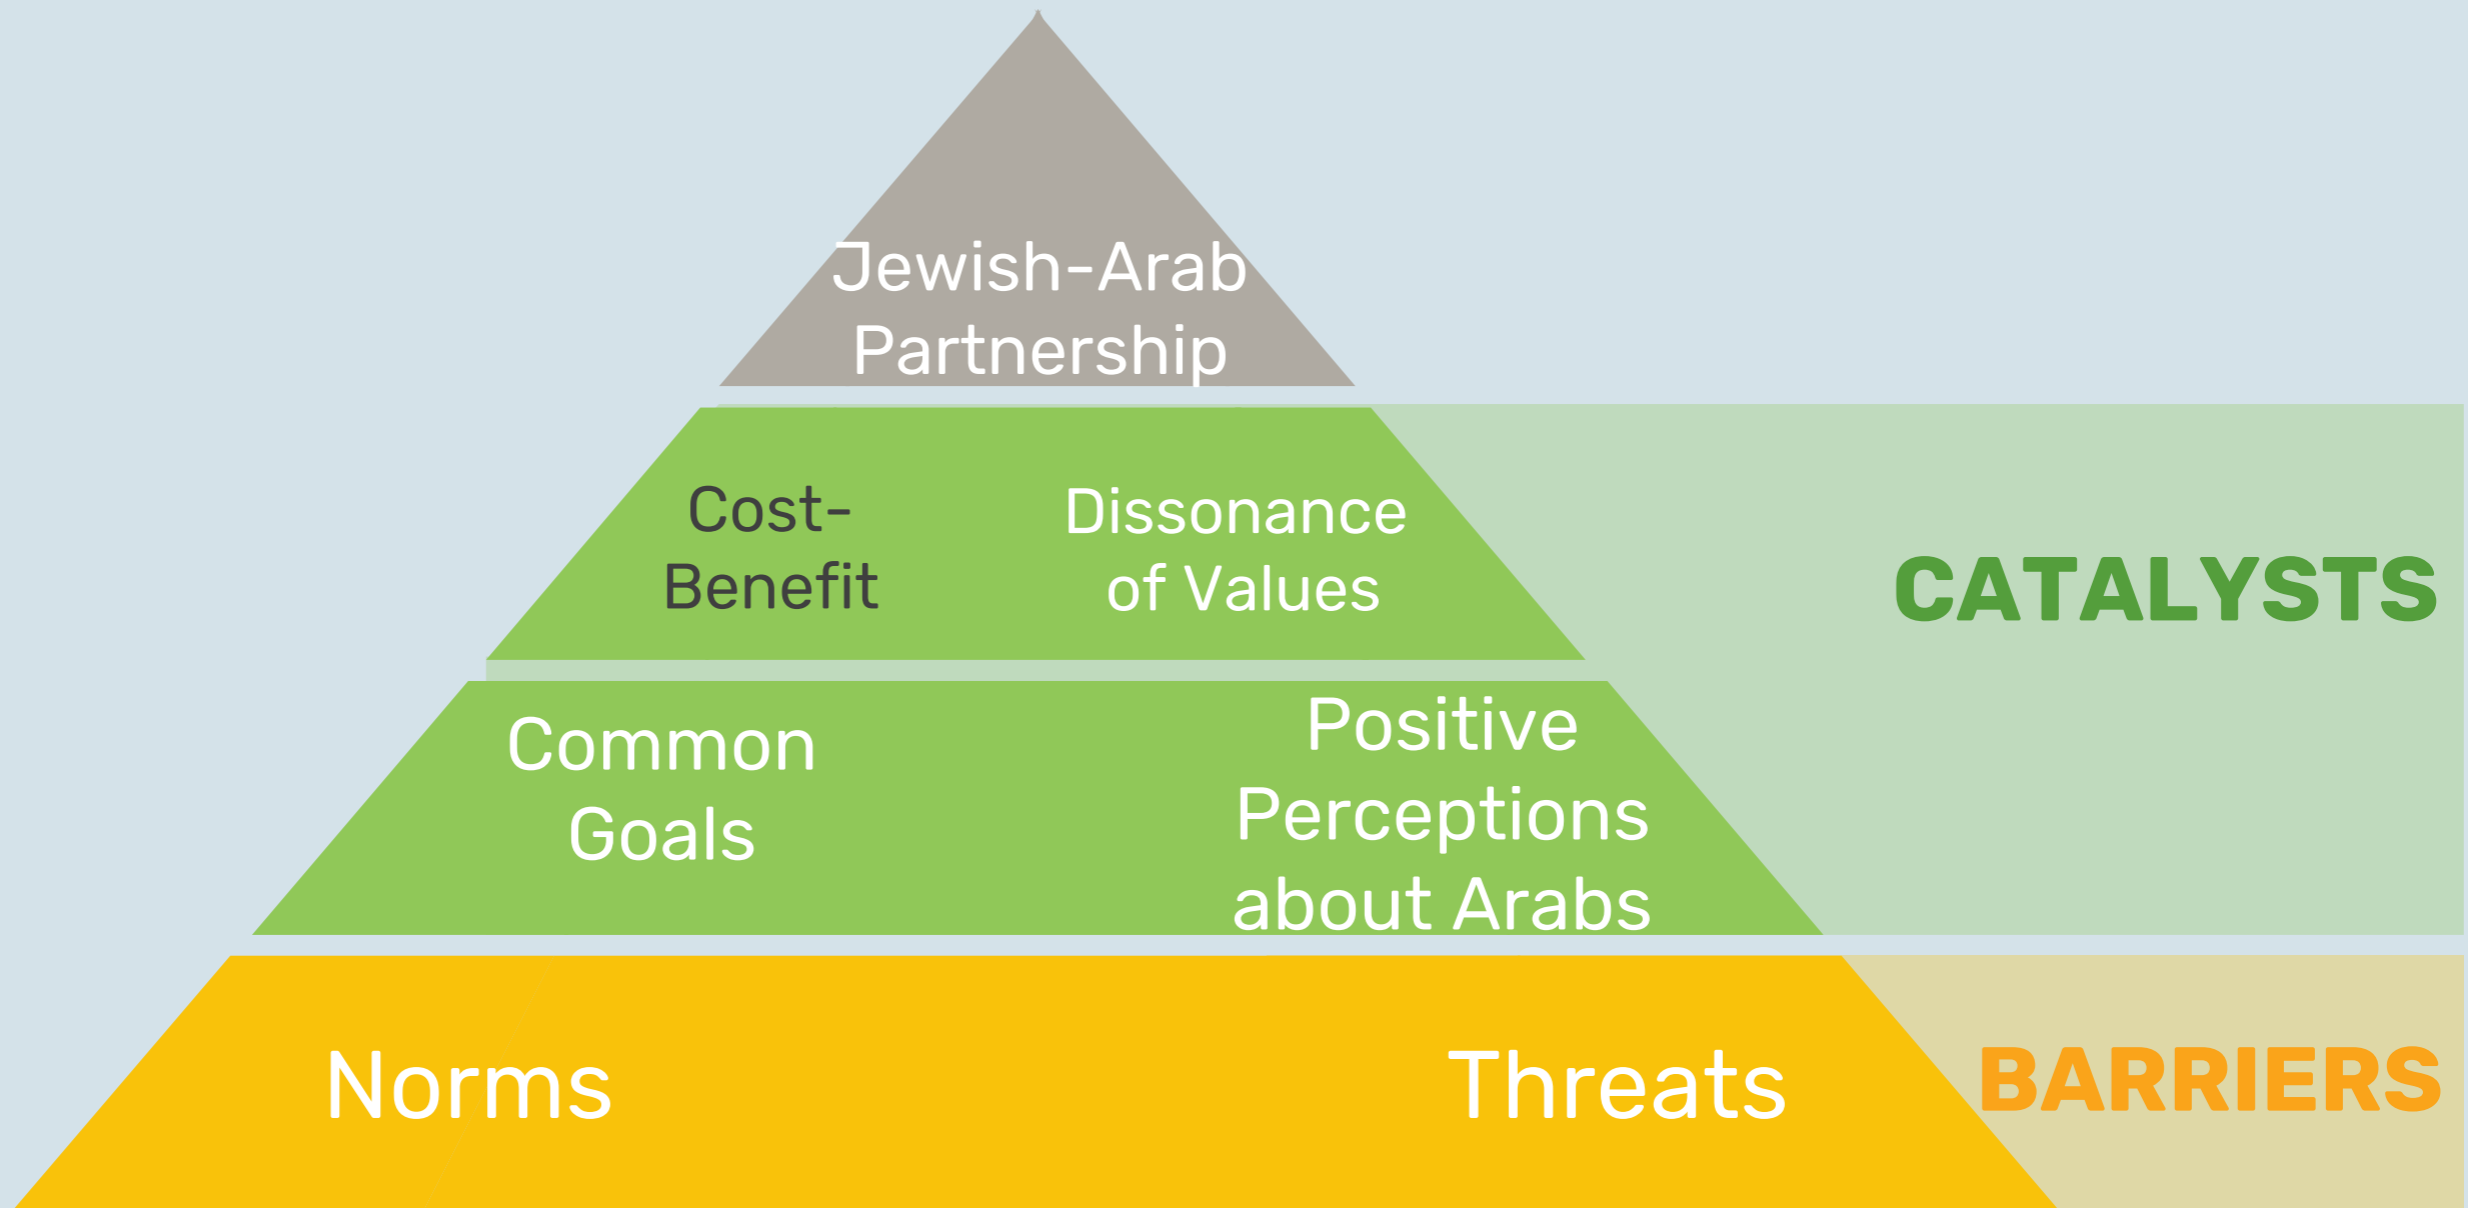 Jewish-Arab
Partnership
Cost-
Benefit
Dissonance
of Values
CATALYSTS
Common
Goals
Positive
Perceptions
about Arabs
Norms
Threats
BARRIERS